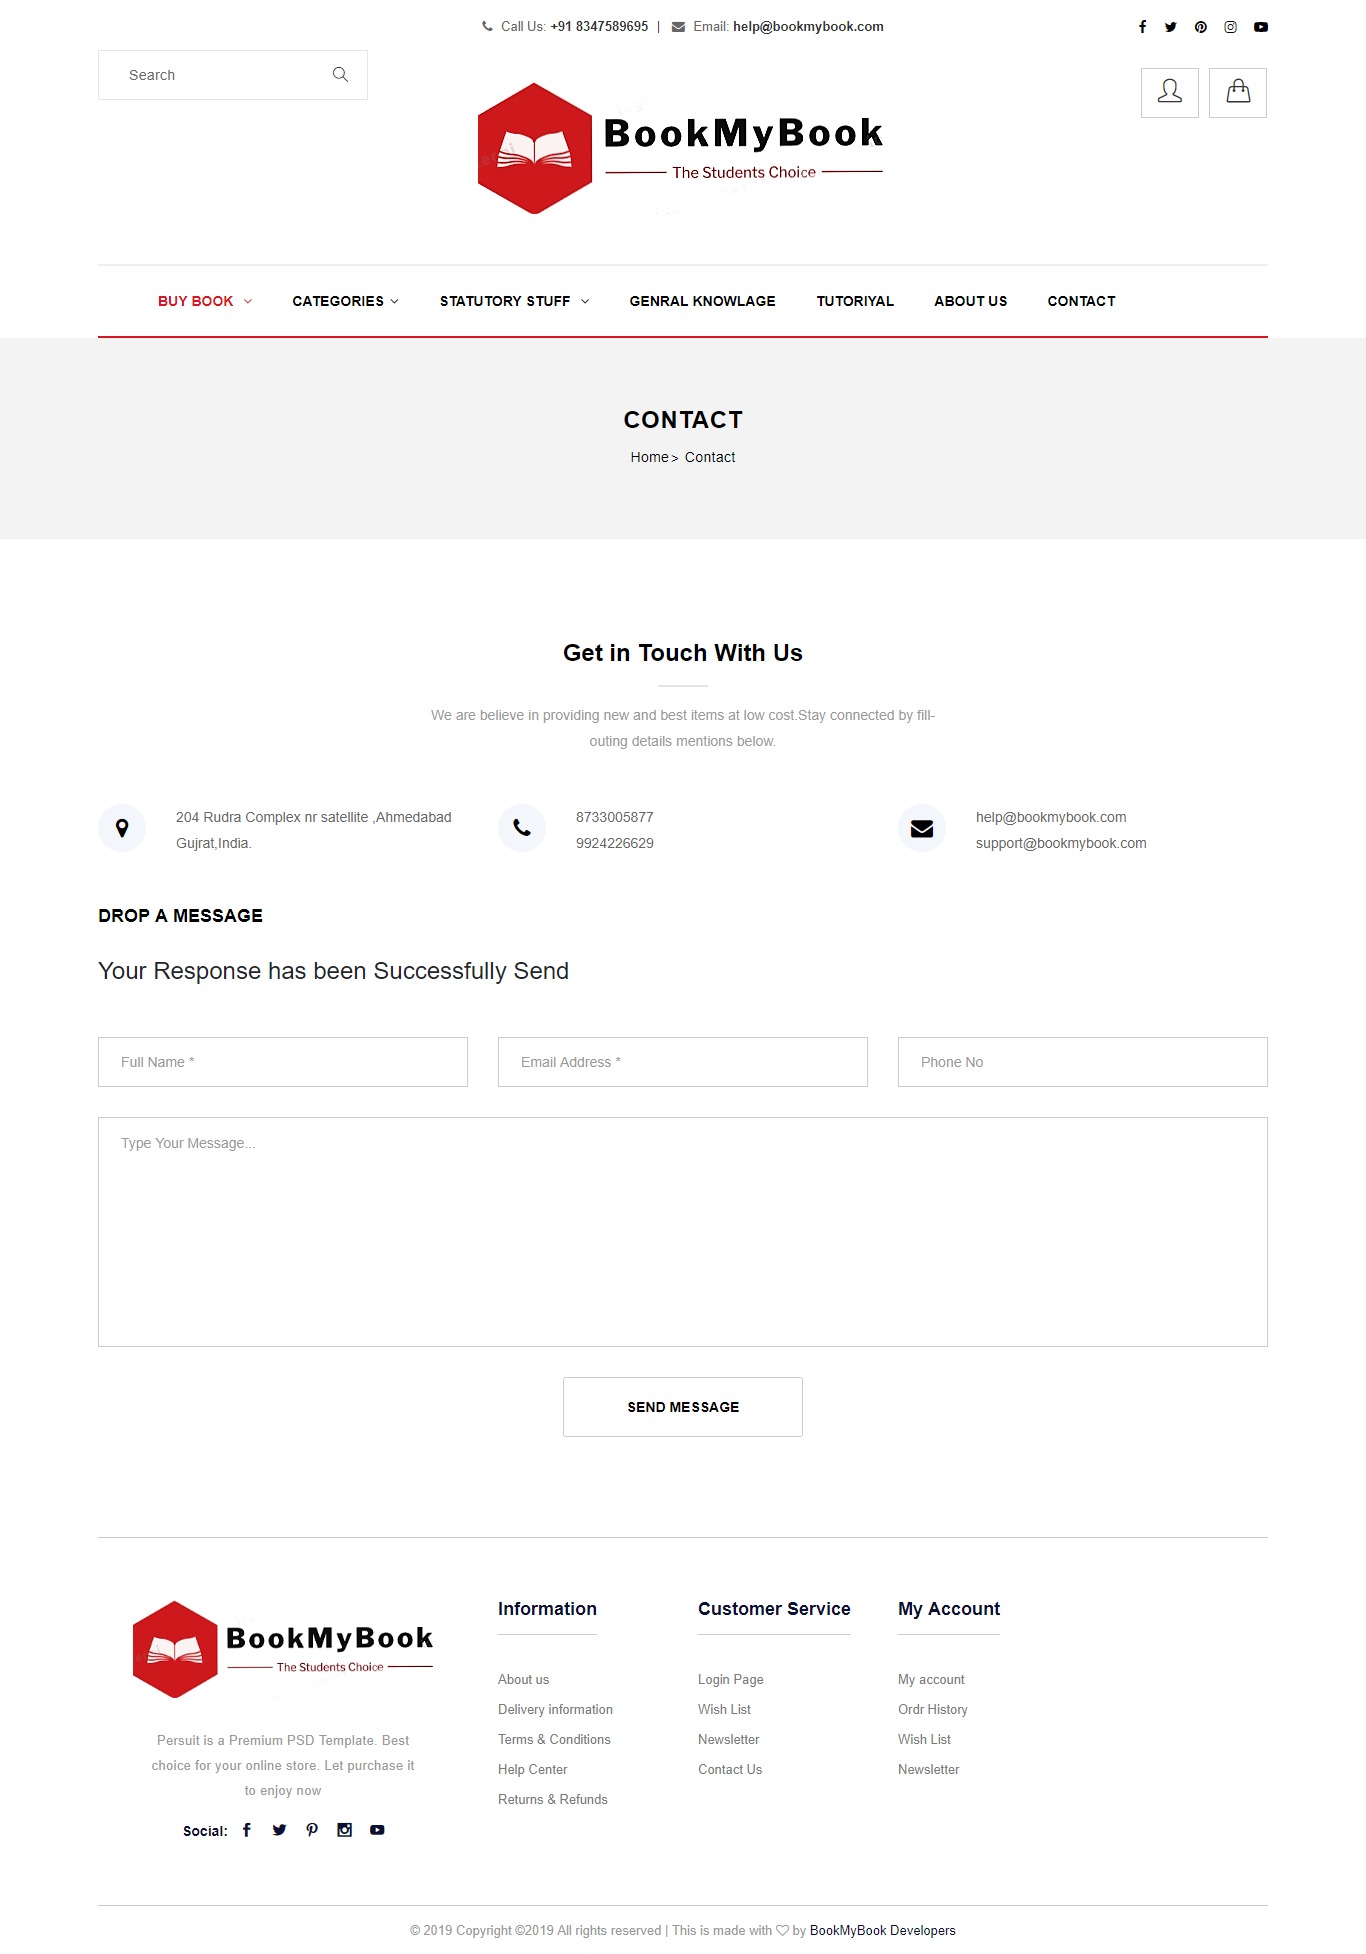 Call Us: +91 8347589695 | Email: help@bookmybook.com
Search
BookMyBook
The Students Choice
BUY BOOK CATEGORIES STATUTORY STUFF GENRAL KNOWLAGE TUTORIYAL ABOUT US CONTACT
CONTACT
Home > Contact
Get in Touch With Us
We are believe in providing new and best items at low cost.Stay connected by fill-
outing details mentions below.
204 Rudra Complex nr satellite ,Ahmedabad
Gujrat,India.
8733005877
9924226629
help@bookmybook.com
support@bookmybook.com
DROP A MESSAGE
Your Response has been Successfully Send
Full Name * Email Address * Phone No
Type Your Message...
SEND MESSAGE
BookMyBook
The Students Choice
Persuit is a Premium PSD Template. Best
choice for your online store. Let purchase it
to enjoy now
Social:
Information
About us
Delivery information
Terms & Conditions
Help Center
Returns & Refunds
Customer Service
Login Page
Wish List
Newsletter
Contact Us
My Account
My account
Ordr History
Wish List
Newsletter
© 2019 Copyright ©2019 All rights reserved | This is made with ♡ by BookMyBook Developers